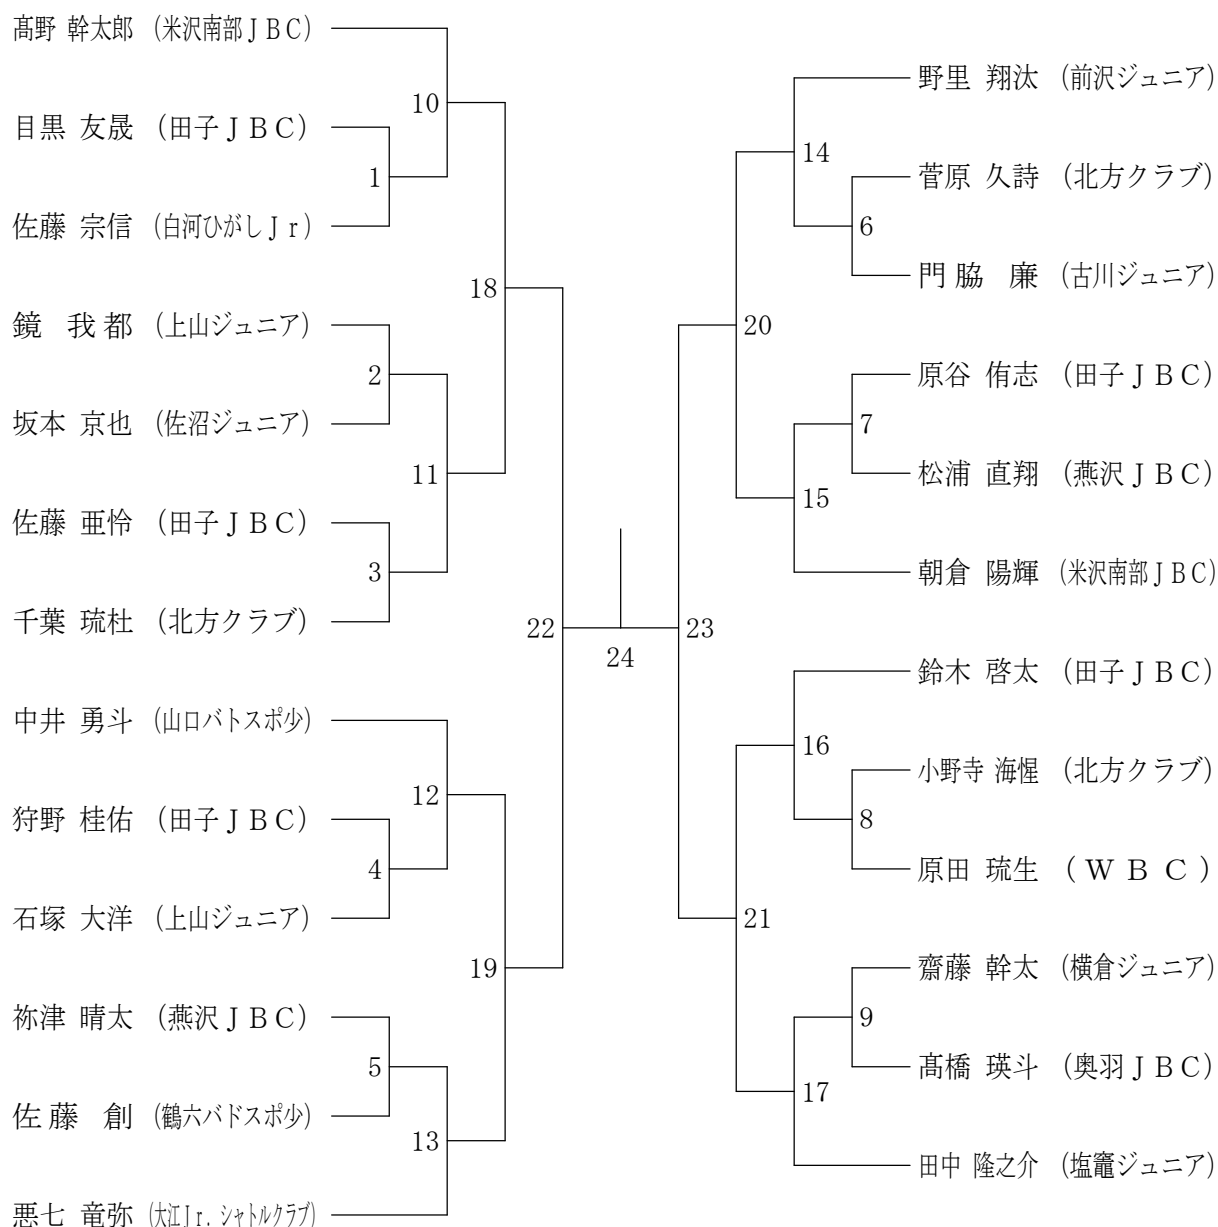 髙野 幹太郎 (米沢南部ＪＢＣ)
10
目黒 友晟 (田子ＪＢＣ)
1
佐藤 宗信 (白河ひがしＪｒ)
18
鏡 我都 (上山ジュニア)
2
坂本 京也 (佐沼ジュニア)
11
佐藤 亜怜 (田子ＪＢＣ)
3
千葉 琉杜 (北方クラブ)
22
中井 勇斗 (山口バトスポ少)
12
狩野 桂佑 (田子ＪＢＣ)
4
石塚 大洋 (上山ジュニア)
19
祢津 晴太 (燕沢ＪＢＣ)
5
佐藤 創 (鶴六バドスポ少)
13
悪七 竜弥 (大江Ｊｒ．シャトルクラブ)
24
野里 翔汰 (前沢ジュニア)
14
菅原 久詩 (北方クラブ)
6
門脇 廉 (古川ジュニア)
20
原谷 侑志 (田子ＪＢＣ)
7
松浦 直翔 (燕沢ＪＢＣ)
15
朝倉 陽輝 (米沢南部ＪＢＣ)
23
鈴木 啓太 (田子ＪＢＣ)
16
小野寺 海惺 (北方クラブ)
8
原田 琉生 (ＷＢＣ)
21
齋藤 幹太 (横倉ジュニア)
9
髙橋 瑛斗 (奥羽ＪＢＣ)
17
田中 隆之介 (塩竈ジュニア)